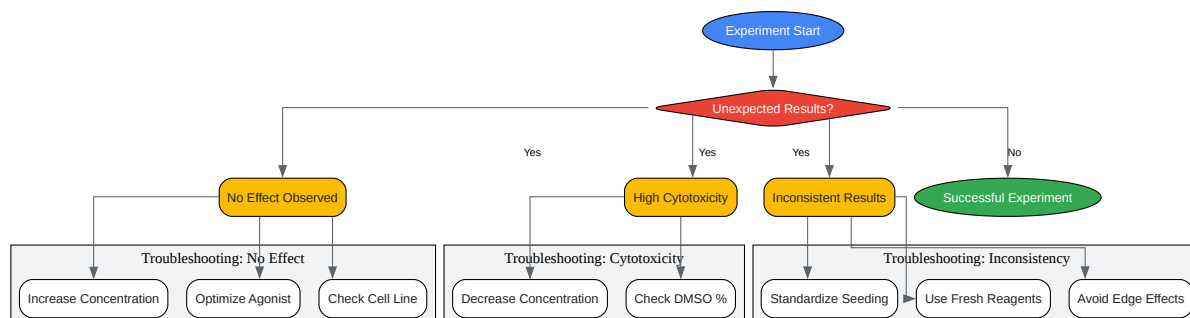 Experiment Start
Unexpected Results?
Yes
Yes
Yes
No
No Effect Observed
High Cytotoxicity
Inconsistent Results
Successful Experiment
Troubleshooting: No Effect
Troubleshooting: Cytotoxicity
Troubleshooting: Inconsistency
Increase Concentration
Optimize Agonist
Check Cell Line
Decrease Concentration
Check DMSO %
Standardize Seeding
Use Fresh Reagents
Avoid Edge Effects